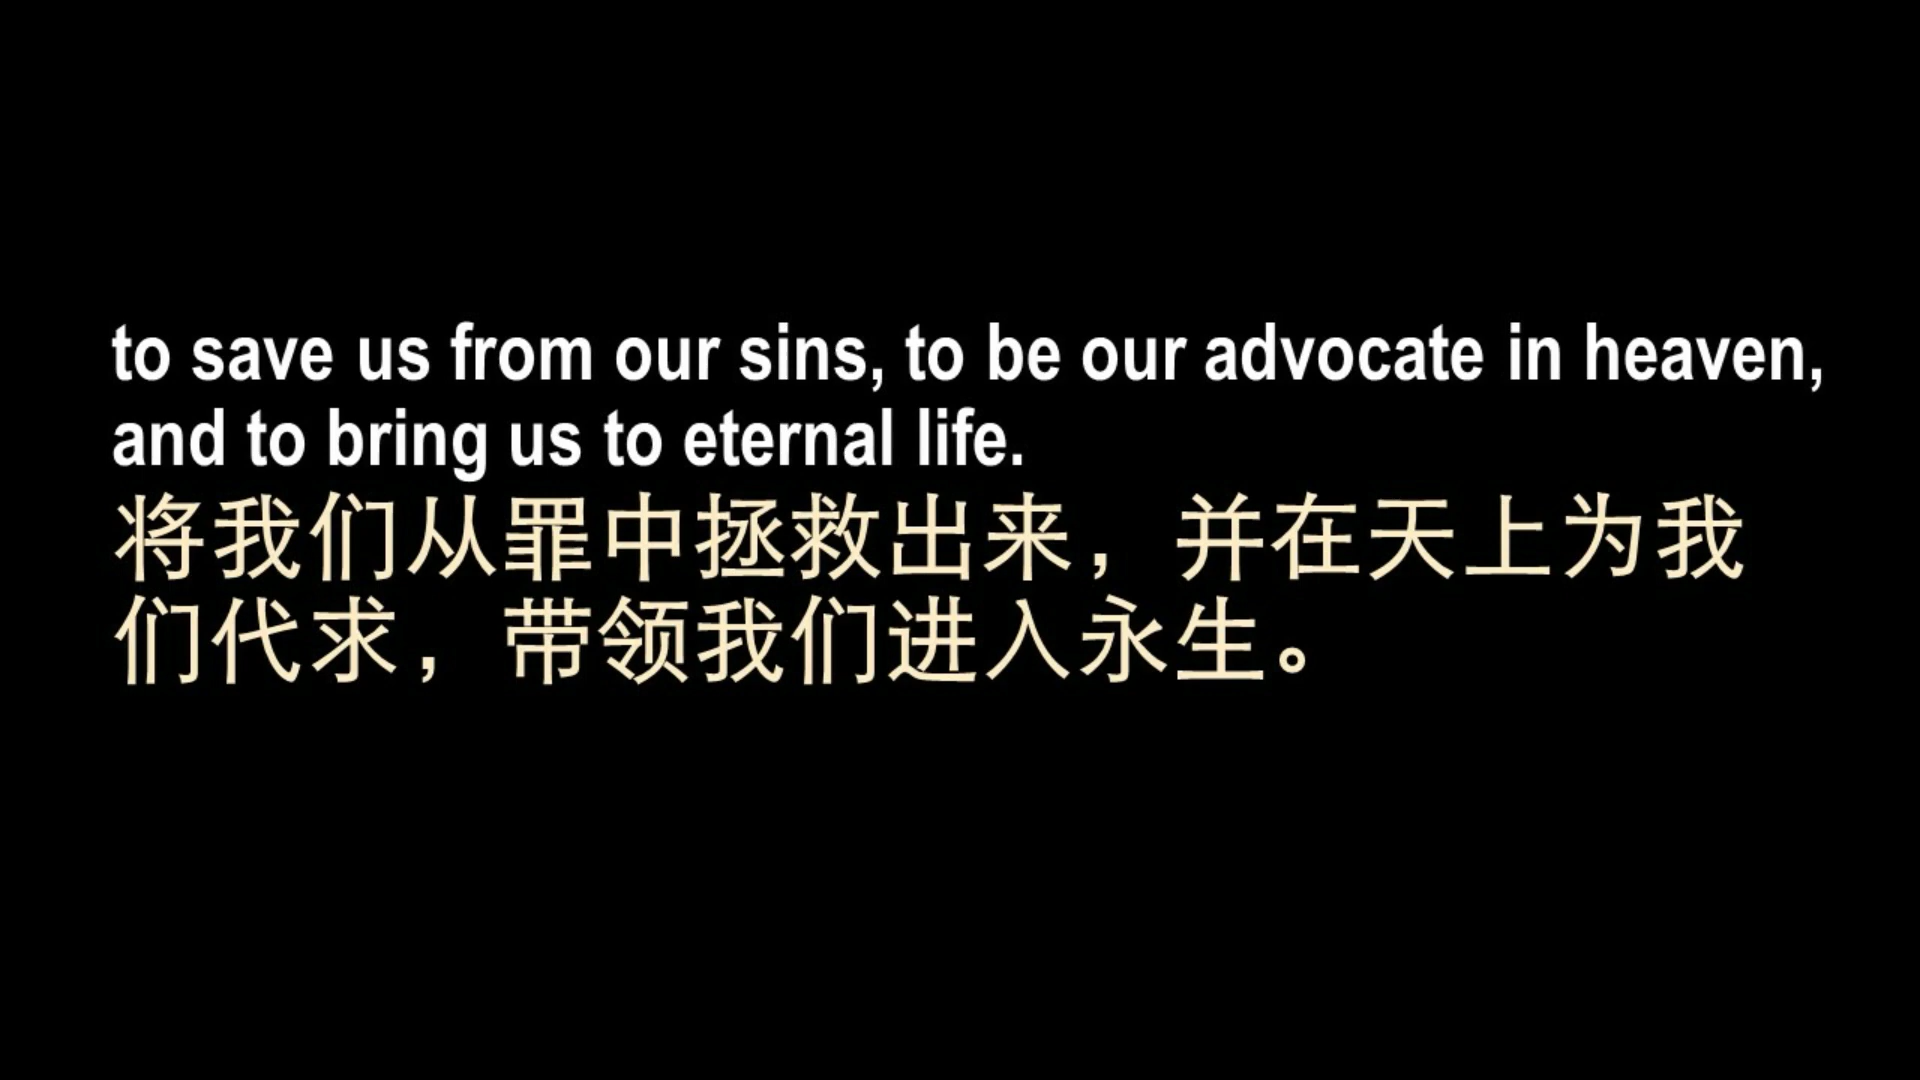 to save us from our sins, to be our advocate in heaven,
and to bring us to eternal life.
将我们从罪中拯救出来，并在天上为我
们代求，带领我们进入永生。